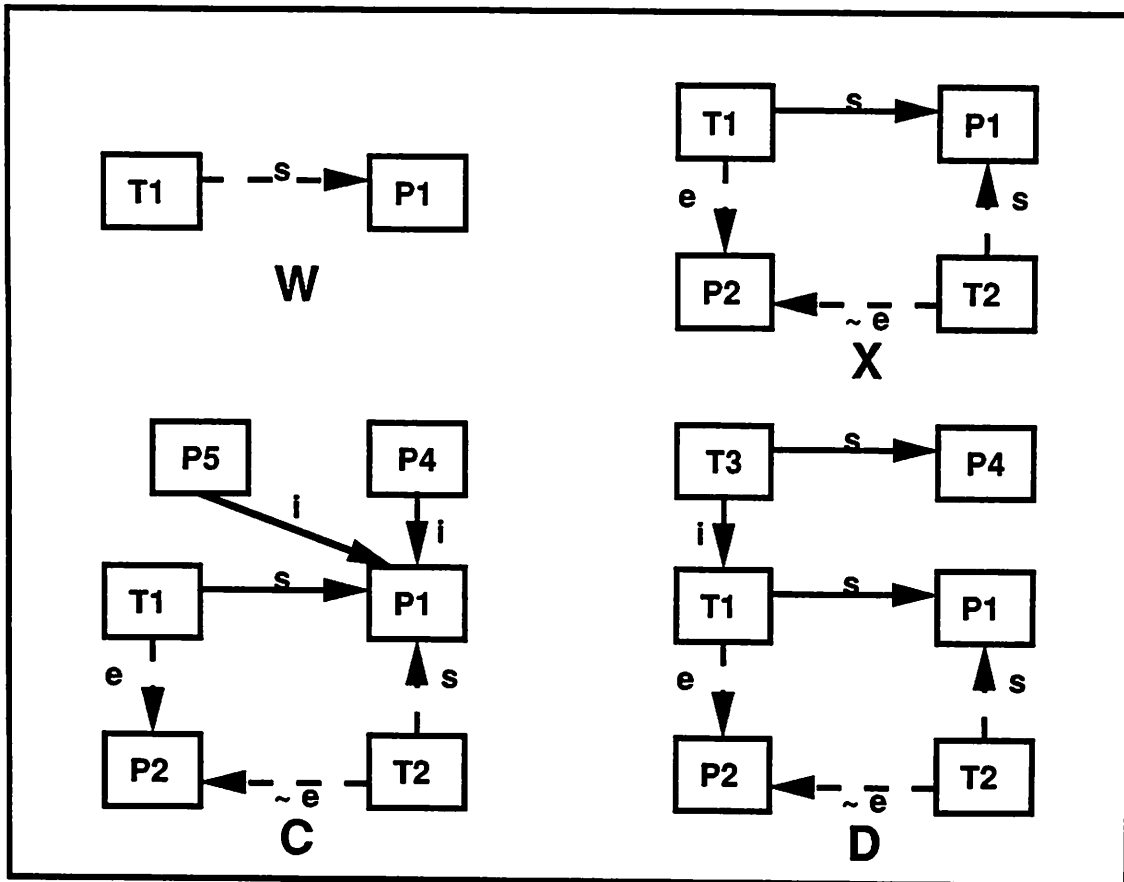 T1 s P1
W
T1 s P1
e s
P2 ~ e T2
X
P5 P4
i i
T1 s P1
e s
P2 ~ e T2
C
T3 s P4
i
T1 s P1
e s
P2 ~ e T2
D